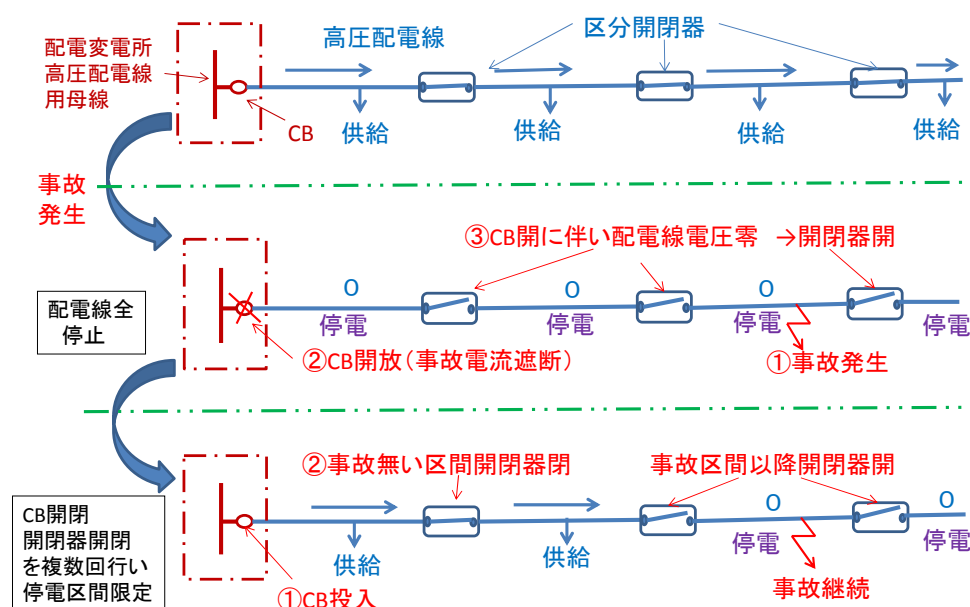 配電変電所
高圧配電線
用母線
高圧配電線
区分開閉器
CB
供給
供給
供給
供給
事故
発生
③CB開に伴い配電線電圧零 →開閉器開
配電線全
停止
0
0
0
停電
停電
停電
停電
②CB開放(事故電流遮断)
①事故発生
②事故無い区間開閉器閉
事故区間以降開閉器開
CB開閉
開閉器開閉
を複数回行い
停電区間限定
0
0
供給
供給
停電
停電
①CB投入
事故継続